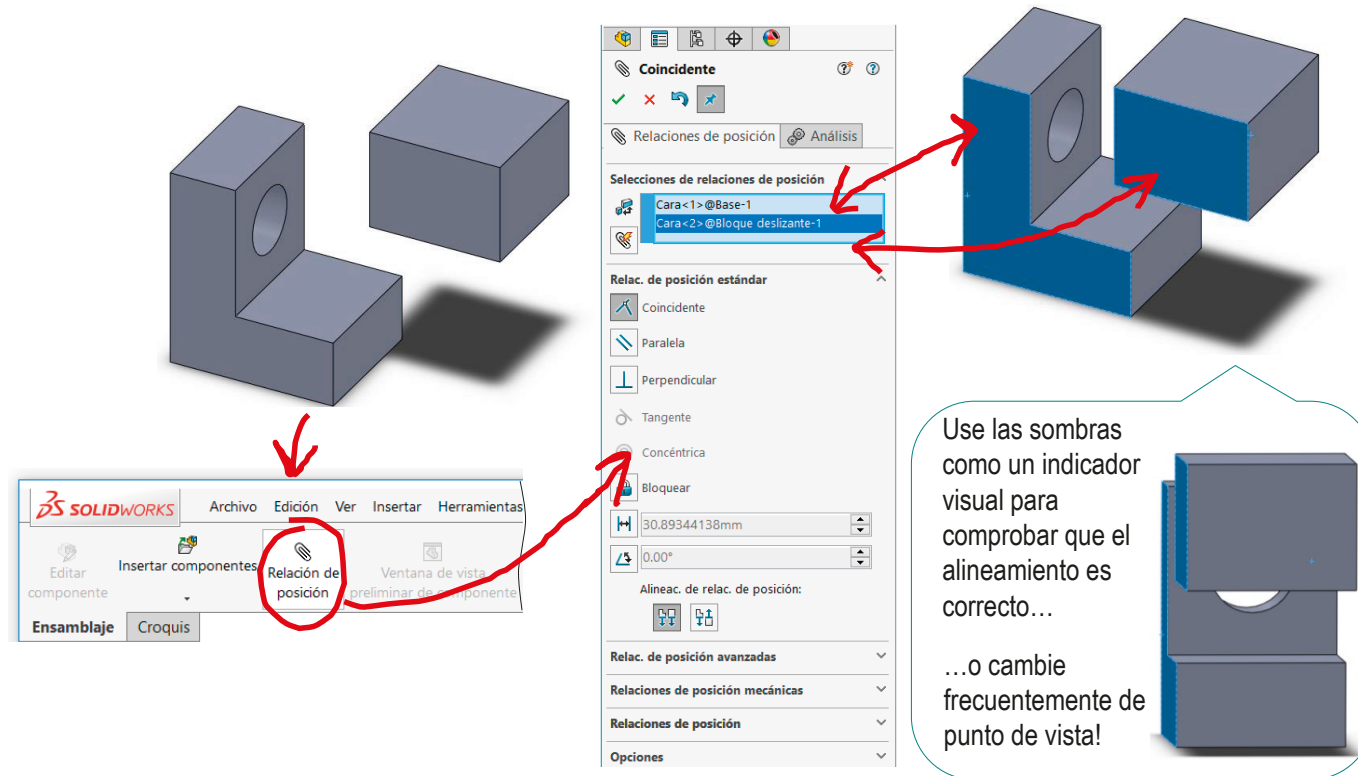 SOLIDWORKS
Archivo Edición Ver Insertar Herramientas
Editar componente
Insertar componentes
Relación de posición
Ventana de vista preliminar de componente
Ensamblaje Croquis
Coincidente
Relaciones de posición Análisis
Selecciones de relaciones de posición
Cara<1>@Base-1
Cara<2>@Bloque deslizante-1
Relac. de posición estándar
Coincidente
Paralela
Perpendicular
Tangente
Concéntrica
Bloquear
30.89344138mm
0.00°
Alineac. de relac. de posición:
Relac. de posición avanzadas
Relaciones de posición mecánicas
Relaciones de posición
Opciones
Use las sombras
como un indicador
visual para
comprobar que el
alineamiento es
correcto…
…o cambie
frecuentemente de
punto de vista!